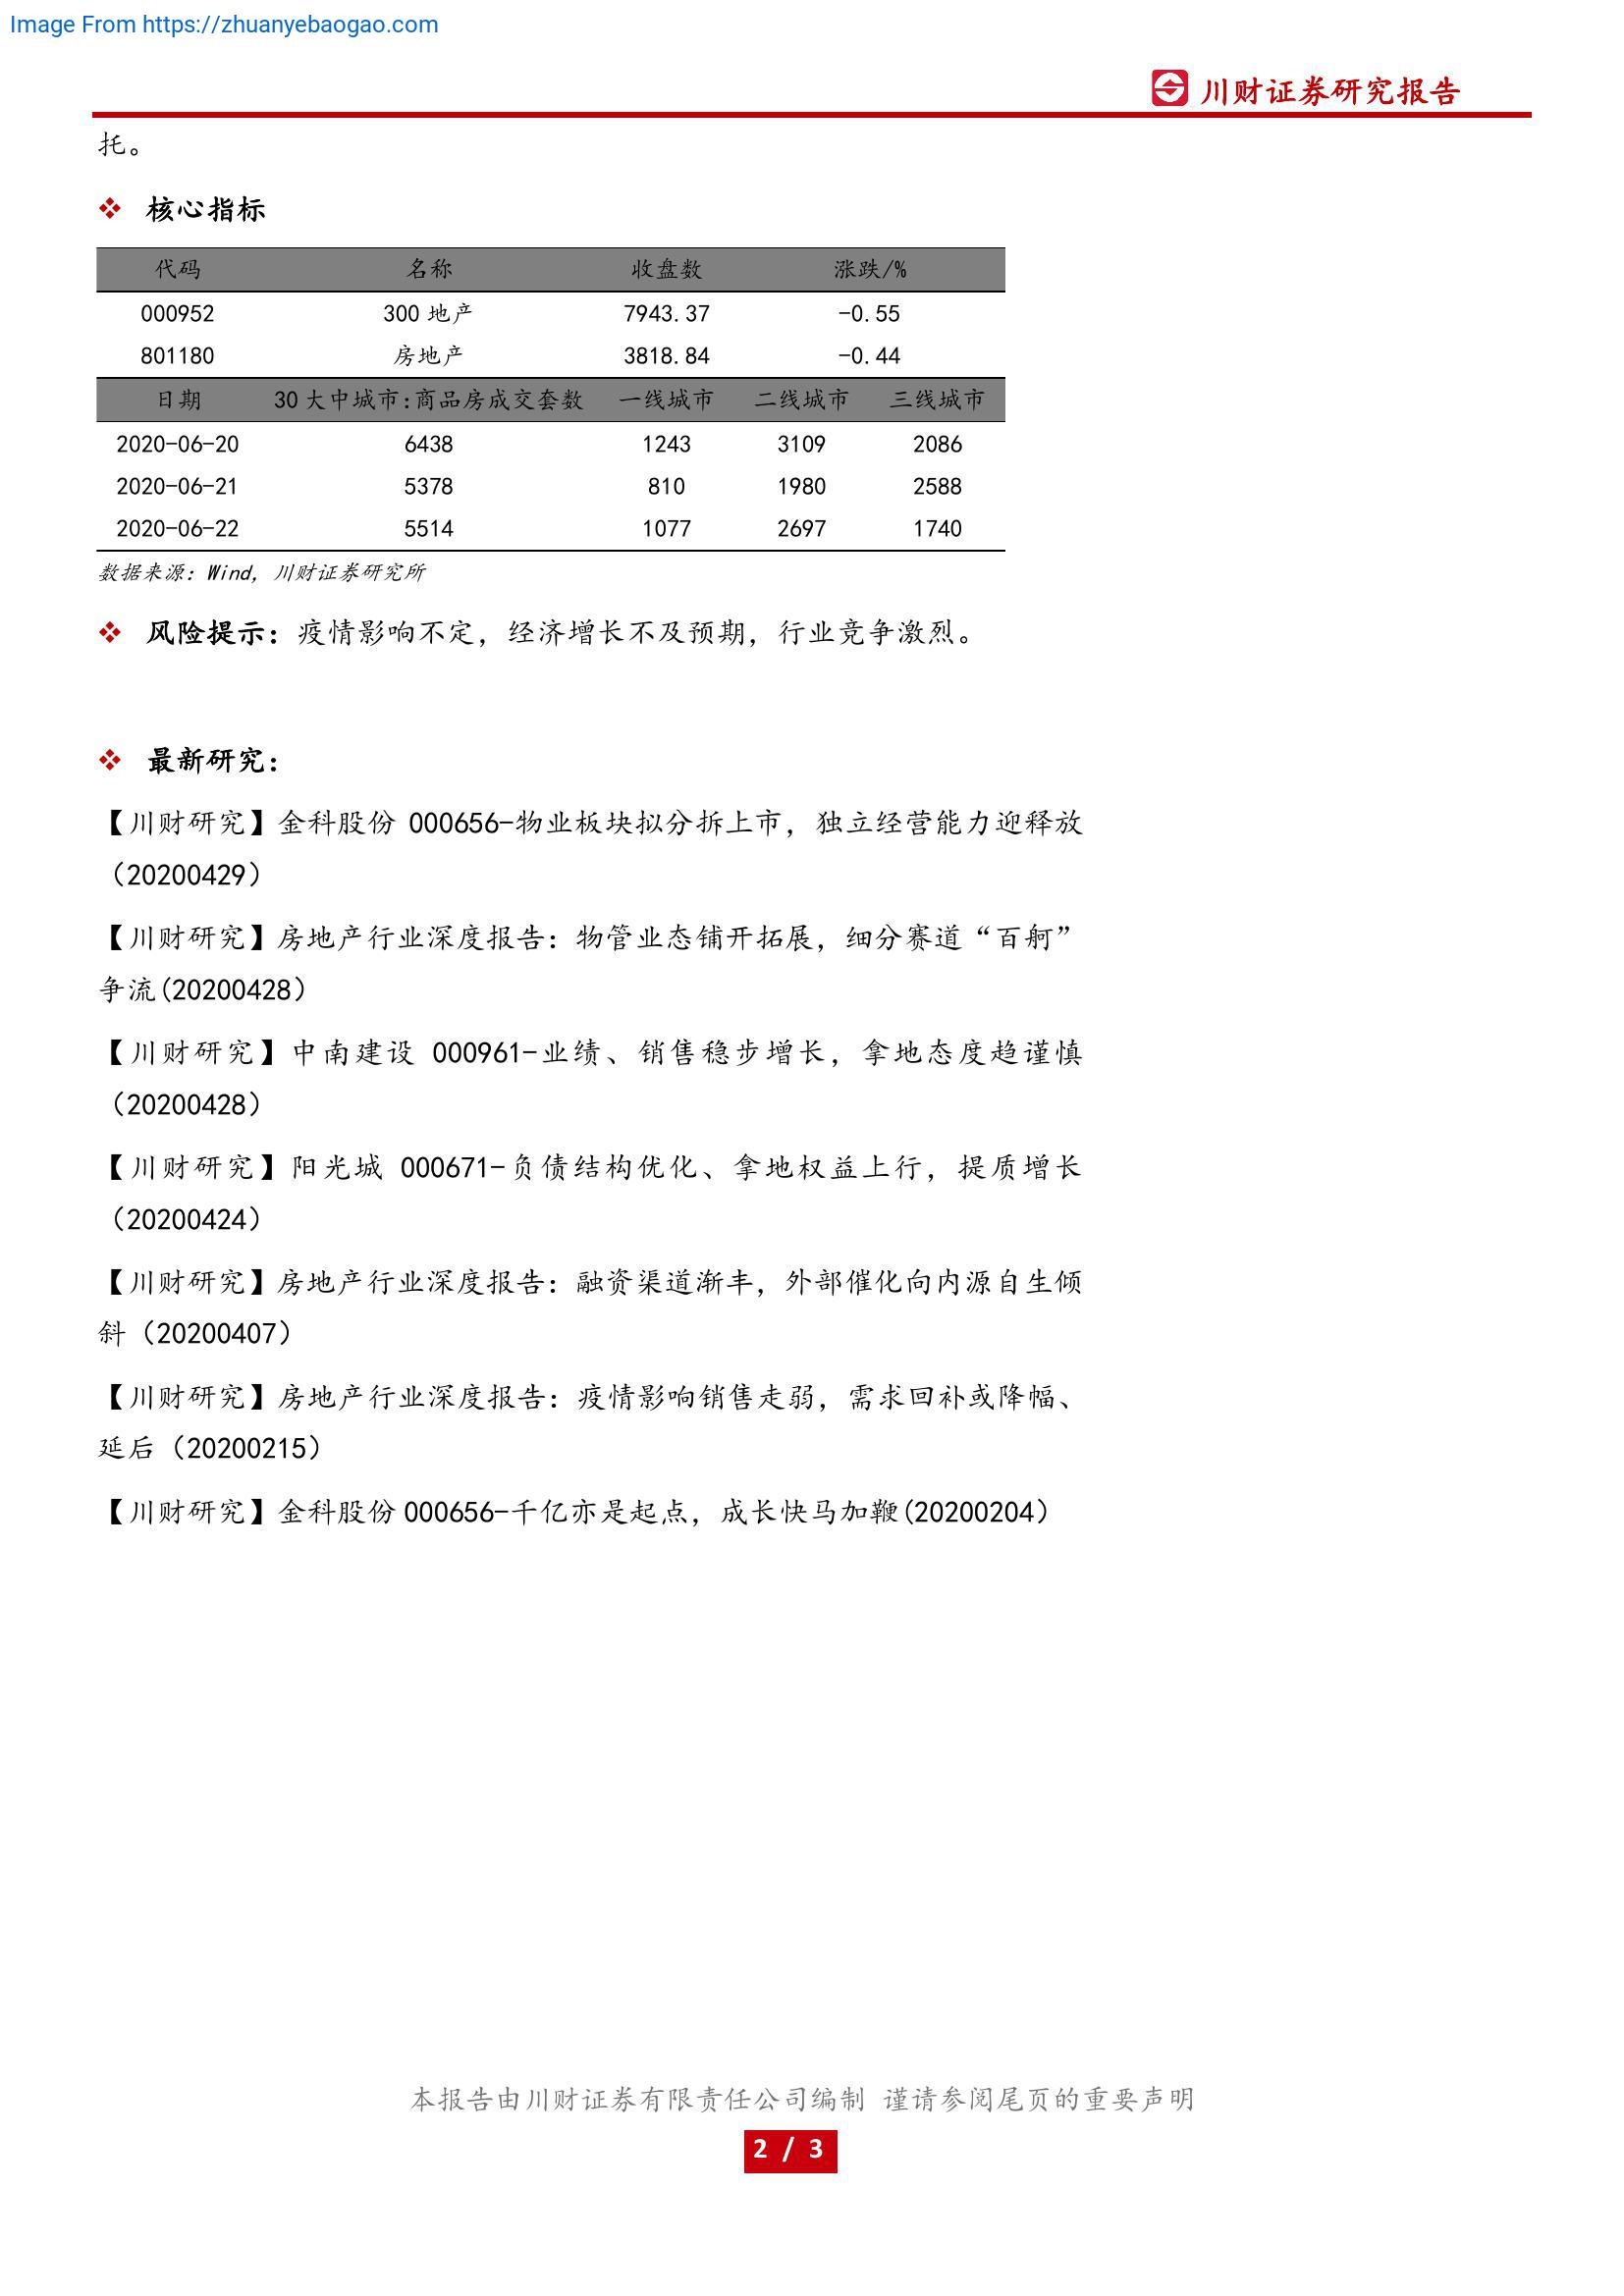 Image From https://zhuanyebaogao.com
川财证券研究报告
托。
❖ 核心指标
代码 名称 收盘数 涨跌/%
000952 300 地产 7943.37 -0.55
801180 房地产 3818.84 -0.44
日期 30 大中城市:商品房成交套数 一线城市 二线城市 三线城市
2020-06-20 6438 1243 3109 2086
2020-06-21 5378 810 1980 2588
2020-06-22 5514 1077 2697 1740
数据来源：Wind，川财证券研究所
❖ 风险提示：疫情影响不定，经济增长不及预期，行业竞争激烈。
❖ 最新研究：
【川财研究】金科股份 000656-物业板块拟分拆上市，独立经营能力迎释放
（20200429）
【川财研究】房地产行业深度报告：物管业态铺开拓展，细分赛道“百舸”
争流(20200428）
【川财研究】中南建设 000961-业绩、销售稳步增长，拿地态度趋谨慎
（20200428）
【川财研究】阳光城 000671-负债结构优化、拿地权益上行，提质增长
（20200424）
【川财研究】房地产行业深度报告：融资渠道渐丰，外部催化向内源自生倾
斜（20200407）
【川财研究】房地产行业深度报告：疫情影响销售走弱，需求回补或降幅、
延后（20200215）
【川财研究】金科股份 000656-千亿亦是起点，成长快马加鞭(20200204）
本报告由川财证券有限责任公司编制 谨请参阅尾页的重要声明
2 / 3